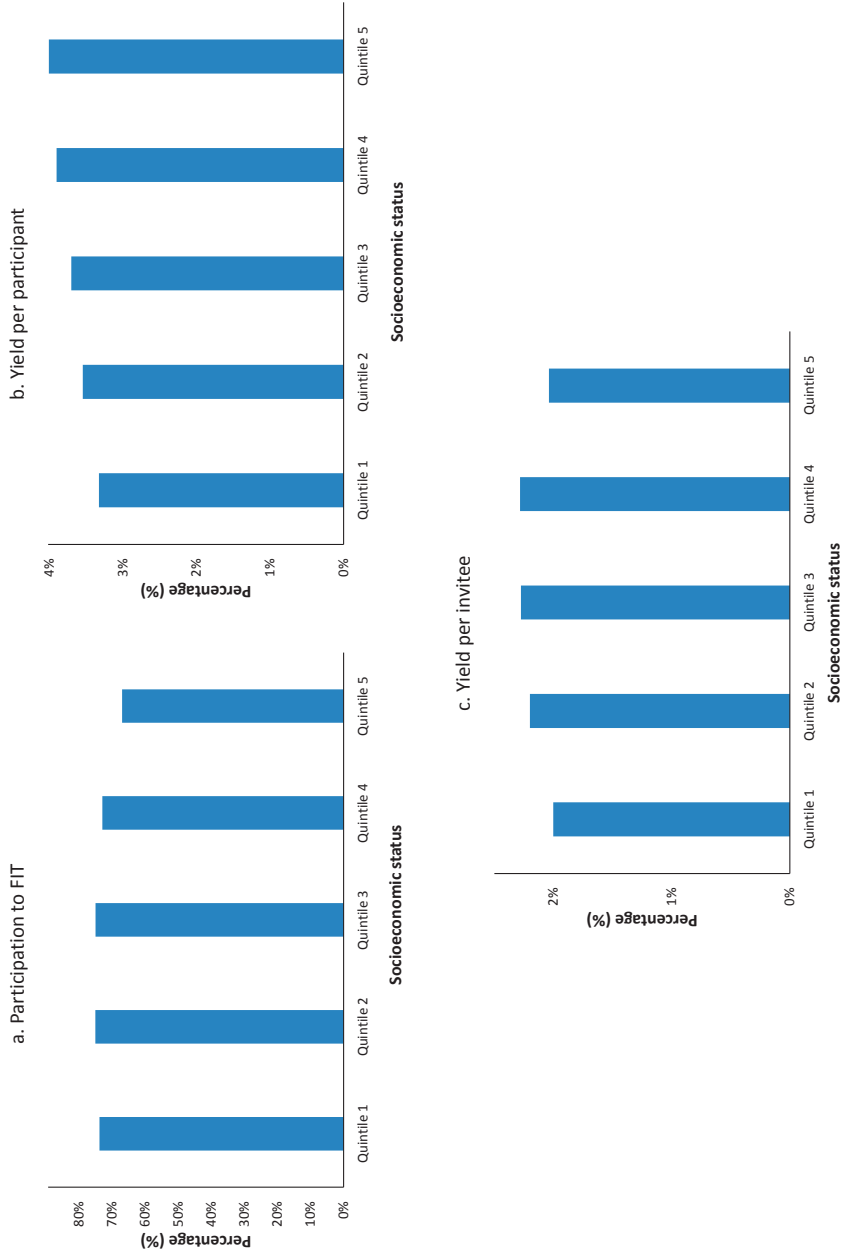 a. Participation to FIT
80%
70%
60%
50%
40%
30%
20%
10%
0%
Percentage (%)
Quintile 1 Quintile 2 Quintile 3 Quintile 4 Quintile 5
Socioeconomic status
b. Yield per participant
4%
3%
2%
1%
0%
Percentage (%)
Quintile 1 Quintile 2 Quintile 3 Quintile 4 Quintile 5
Socioeconomic status
c. Yield per invitee
2%
1%
0%
Percentage (%)
Quintile 1 Quintile 2 Quintile 3 Quintile 4 Quintile 5
Socioeconomic status